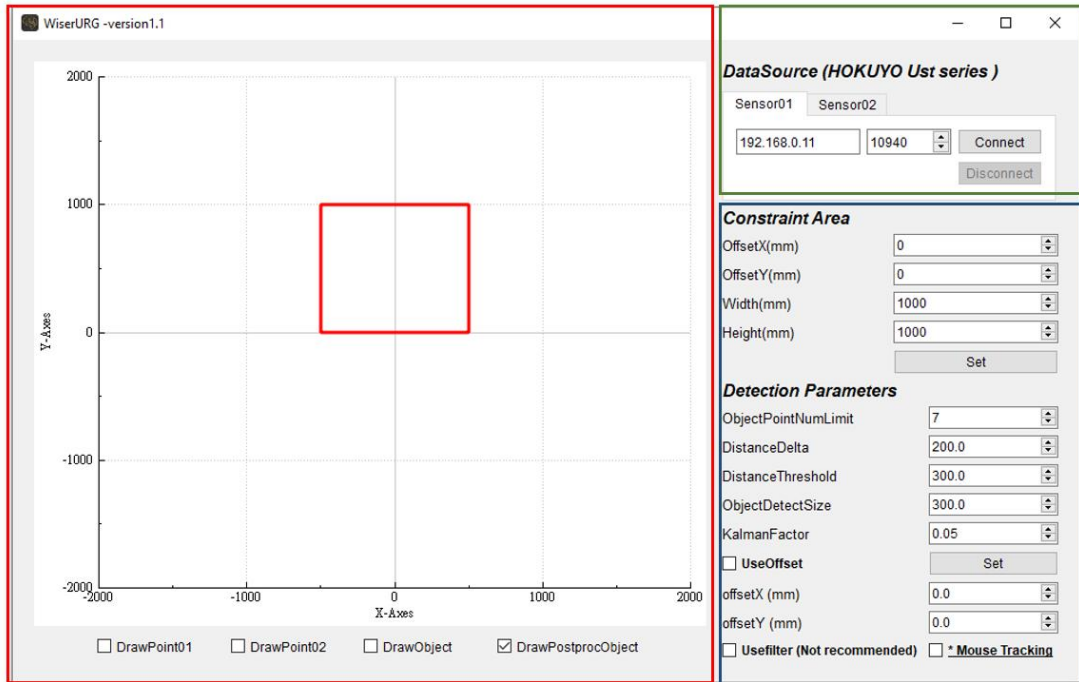 WiserURG -version1.1
2000
1000
0
-1000
-2000
-2000 -1000 0 1000 2000
Y-Axes
X-Axes
DrawPoint01 DrawPoint02 DrawObject DrawPostprocObject
DataSource (HOKUYO Ust series )
Sensor01 Sensor02
192.168.0.11 10940 Connect
Disconnect
Constraint Area
OffsetX(mm) 0
OffsetY(mm) 0
Width(mm) 1000
Height(mm) 1000
Set
Detection Parameters
ObjectPointNumLimit 7
DistanceDelta 200.0
DistanceThreshold 300.0
ObjectDetectSize 300.0
KalmanFactor 0.05
UseOffset Set
offsetX (mm) 0.0
offsetY (mm) 0.0
Usefilter (Not recommended) * Mouse Tracking